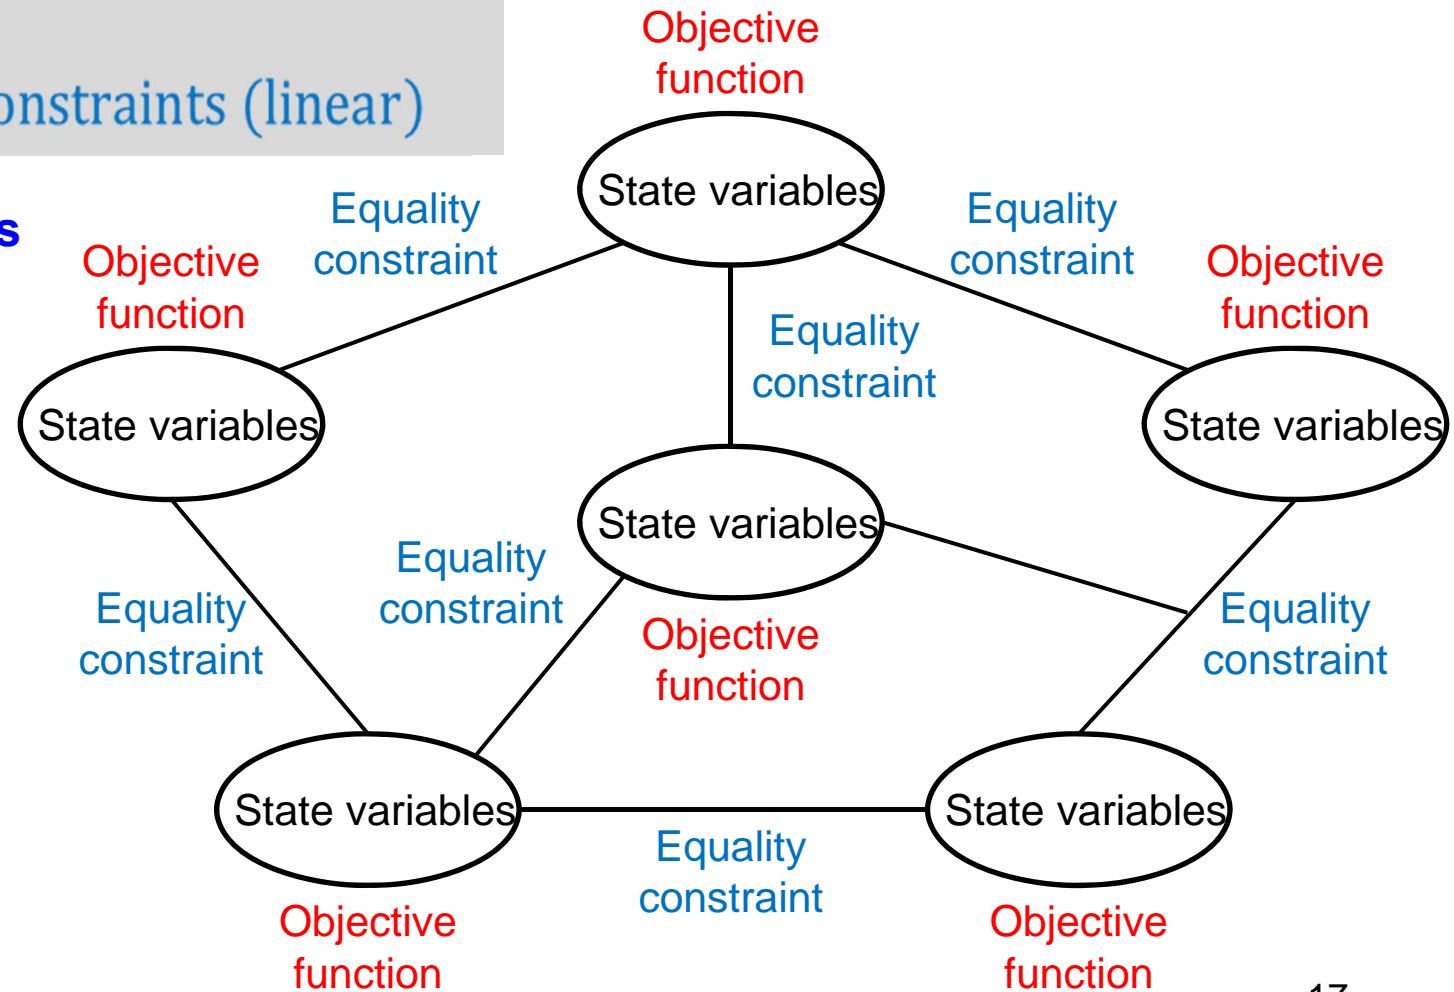 Objective
function
onstraints (linear)
State variables
Equality
constraint
Equality
constraint
s
Objective
function
Objective
function
Equality
constraint
State variables
State variables
State variables
Equality
constraint
Equality
constraint
Equality
constraint
Objective
function
State variables
State variables
Equality
constraint
Objective
function
Objective
function
17